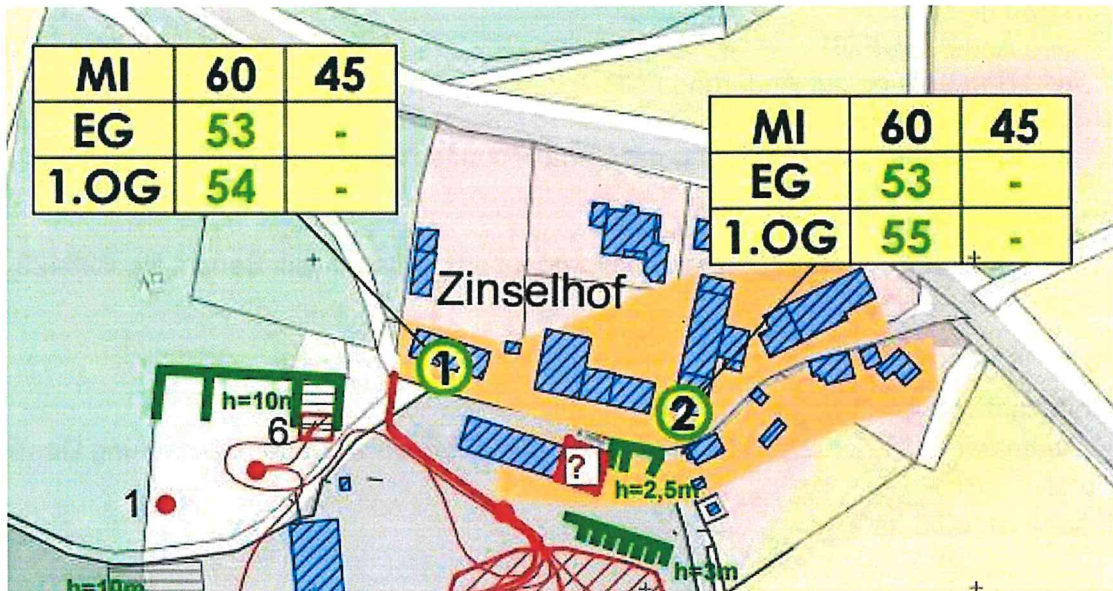 MI 60 45
EG 53 -
1.OG 54 -
MI 60 45
EG 53 -
1.OG 55 -
Zinselhof
1
h=10m
6
2
?
h=2,5m
1
h=3m
h=10m